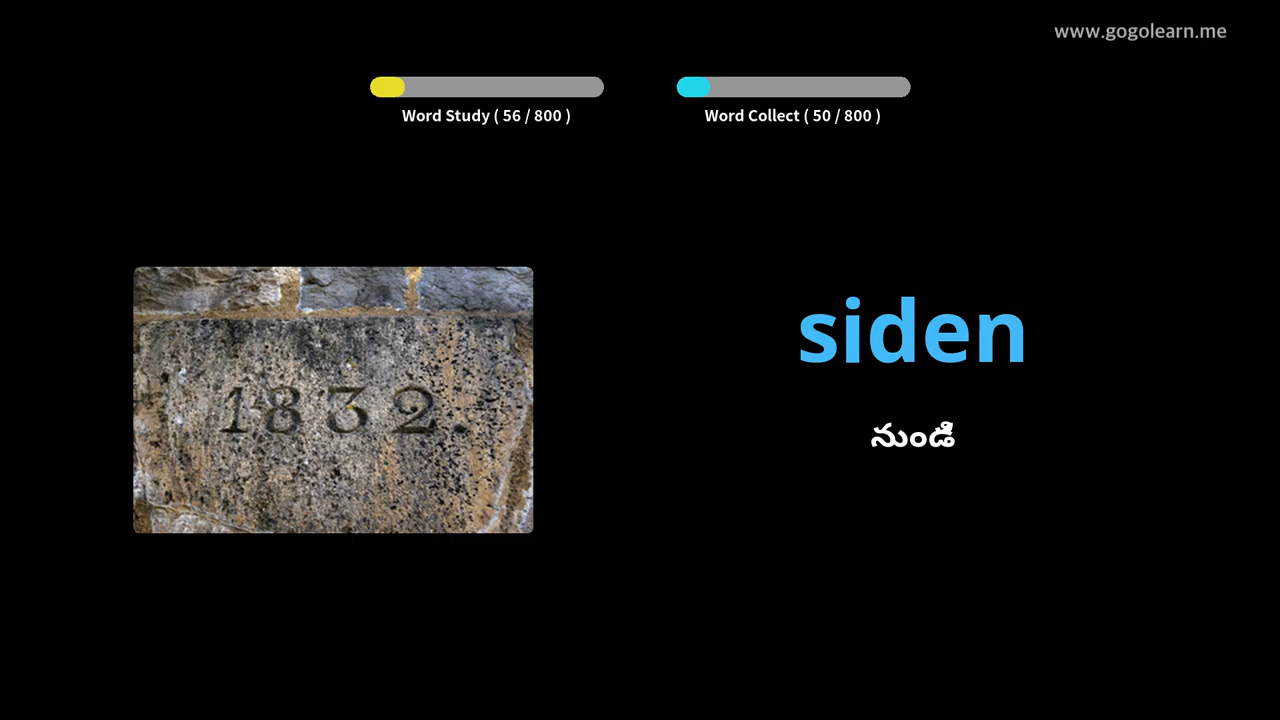 www.gogolearn.me
Word Study ( 56 / 800 )
Word Collect ( 50 / 800 )
1832.
siden
నుండి